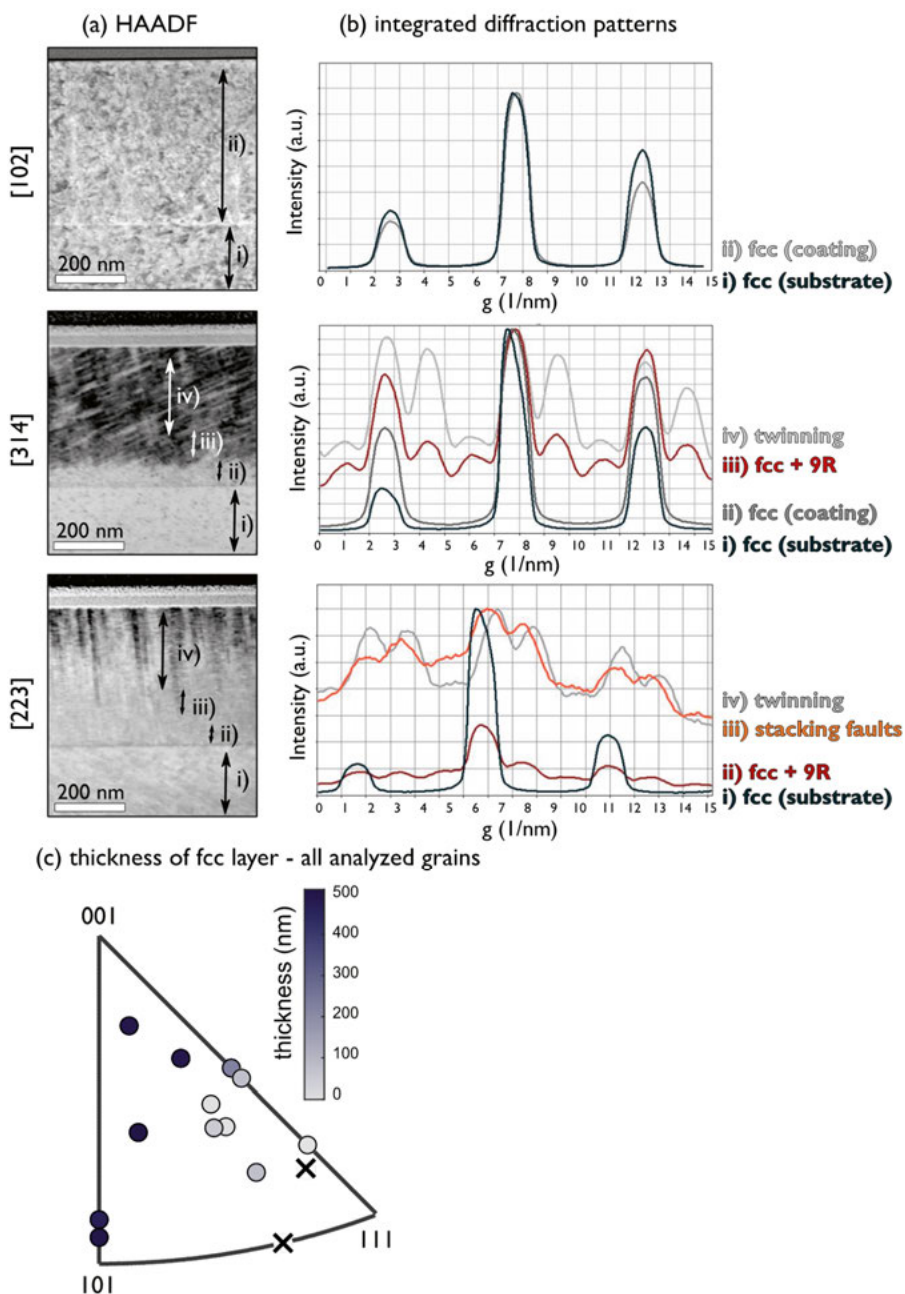 (a) HAADF
(b) integrated diffraction patterns
[102]
ii)
i)
200 nm
Intensity (a.u.)
0 1 2 3 4 5 6 7 8 9 10 11 12 13 14 15
g (1/nm)
ii) fcc (coating)
i) fcc (substrate)
[314]
iv)
iii)
ii)
i)
200 nm
Intensity (a.u.)
0 1 2 3 4 5 6 7 8 9 10 11 12 13 14 15
g (1/nm)
iv) twinning
iii) fcc + 9R
ii) fcc (coating)
i) fcc (substrate)
[223]
iv)
iii)
ii)
i)
200 nm
Intensity (a.u.)
0 1 2 3 4 5 6 7 8 9 10 11 12 13 14 15
g (1/nm)
iv) twinning
iii) stacking faults
ii) fcc + 9R
i) fcc (substrate)
(c) thickness of fcc layer - all analyzed grains
001
101
111
thickness (nm)
500
400
300
200
100
0